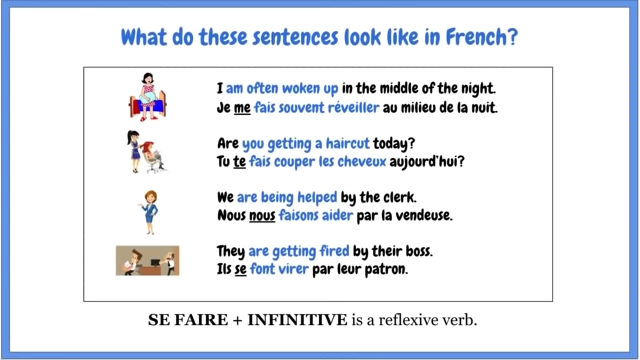 What do these sentences look like in French?
I am often woken up in the middle of the night.
Je me fais souvent réveiller au milieu de la nuit.
Are you getting a haircut today?
Tu te fais couper les cheveux aujourd'hui?
We are being helped by the clerk.
Nous nous faisons aider par la vendeuse.
They are getting fired by their boss.
Ils se font virer par leur patron.
SE FAIRE + INFINITIVE is a reflexive verb.